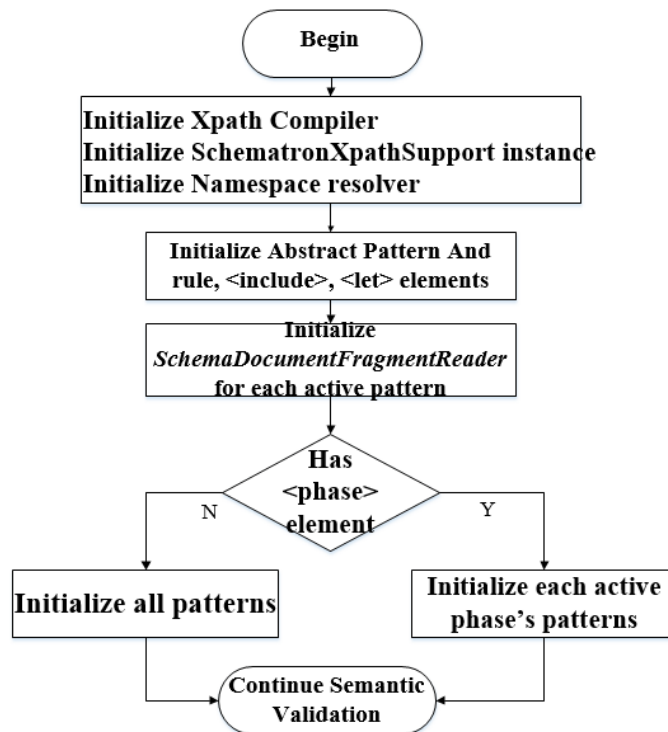 Begin
Initialize Xpath Compiler
Initialize SchematronXpathSupport instance
Initialize Namespace resolver
Initialize Abstract Pattern And
rule, <include>, <let> elements
Initialize
SchemaDocumentFragmentReader
for each active pattern
Has
<phase>
element
N
Y
Initialize all patterns
Initialize each active
phase’s patterns
Continue Semantic
Validation